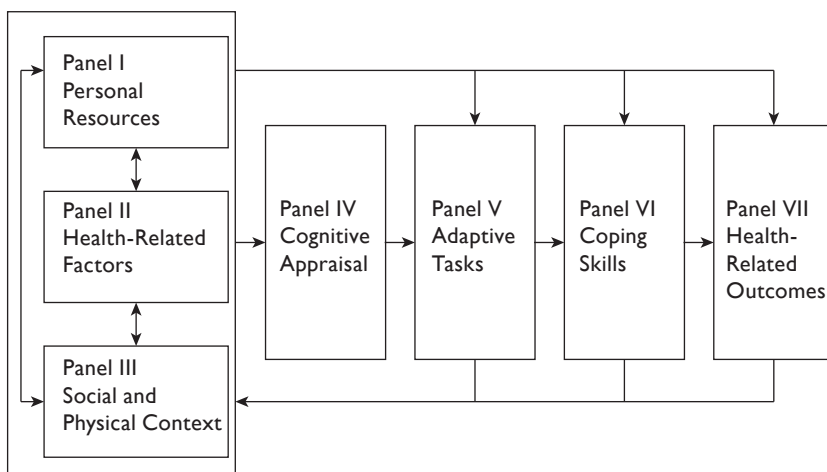 Panel I
Personal
Resources
Panel II
Health-Related
Factors
Panel III
Social and
Physical Context
Panel IV
Cognitive
Appraisal
Panel V
Adaptive
Tasks
Panel VI
Coping
Skills
Panel VII
Health-
Related
Outcomes